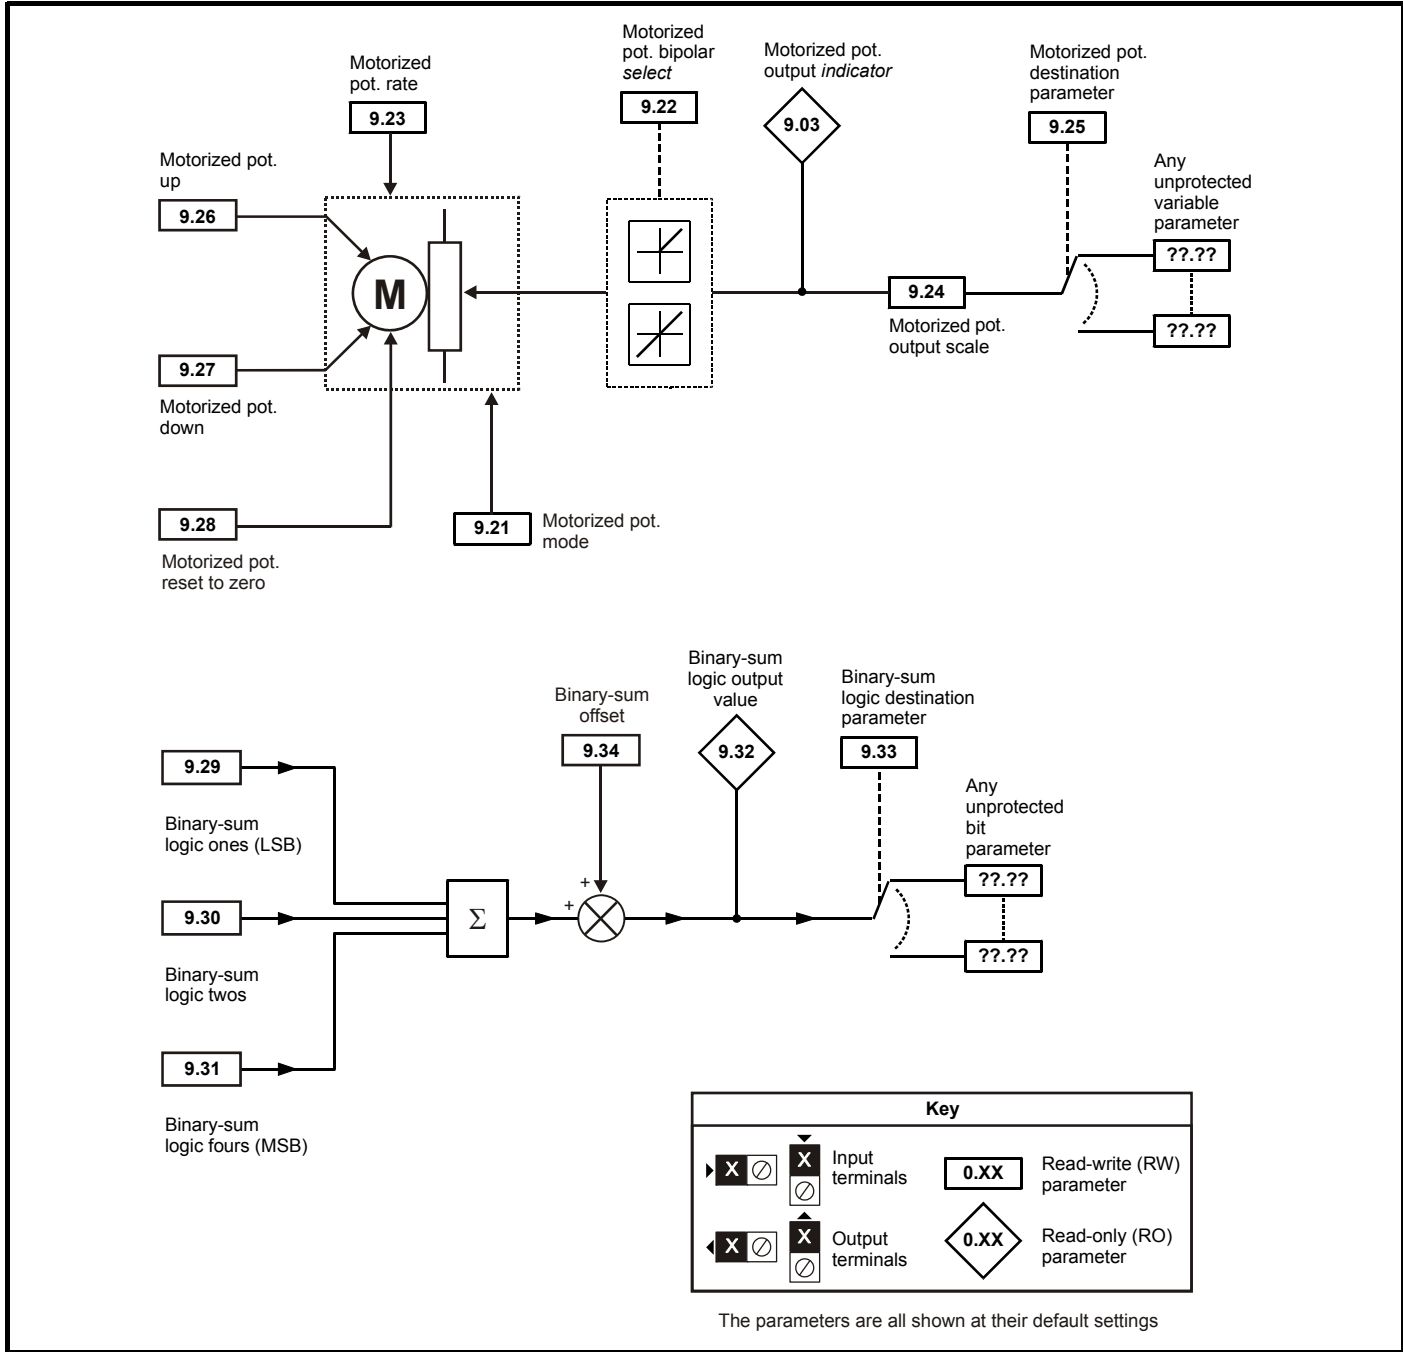 Motorized
pot. rate
9.23
Motorized
pot. bipolar
select
9.22
Motorized pot.
output indicator
9.03
Motorized pot.
destination
parameter
9.25
Any
unprotected
variable
parameter
??.??
??.??
Motorized pot.
up
9.26
M
9.24
Motorized pot.
output scale
9.27
Motorized pot.
down
9.28
Motorized pot.
reset to zero
9.21
Motorized pot.
mode
Binary-sum
offset
9.34
Binary-sum
logic output
value
9.32
Binary-sum
logic destination
parameter
9.33
Any
unprotected
bit
parameter
??.??
??.??
9.29
Binary-sum
logic ones (LSB)
9.30
Σ
+
+
Binary-sum
logic twos
9.31
Binary-sum
logic fours (MSB)
Key
X
X
Input
terminals
0.XX
Read-write (RW)
parameter
X
X
Output
terminals
0.XX
Read-only (RO)
parameter
The parameters are all shown at their default settings